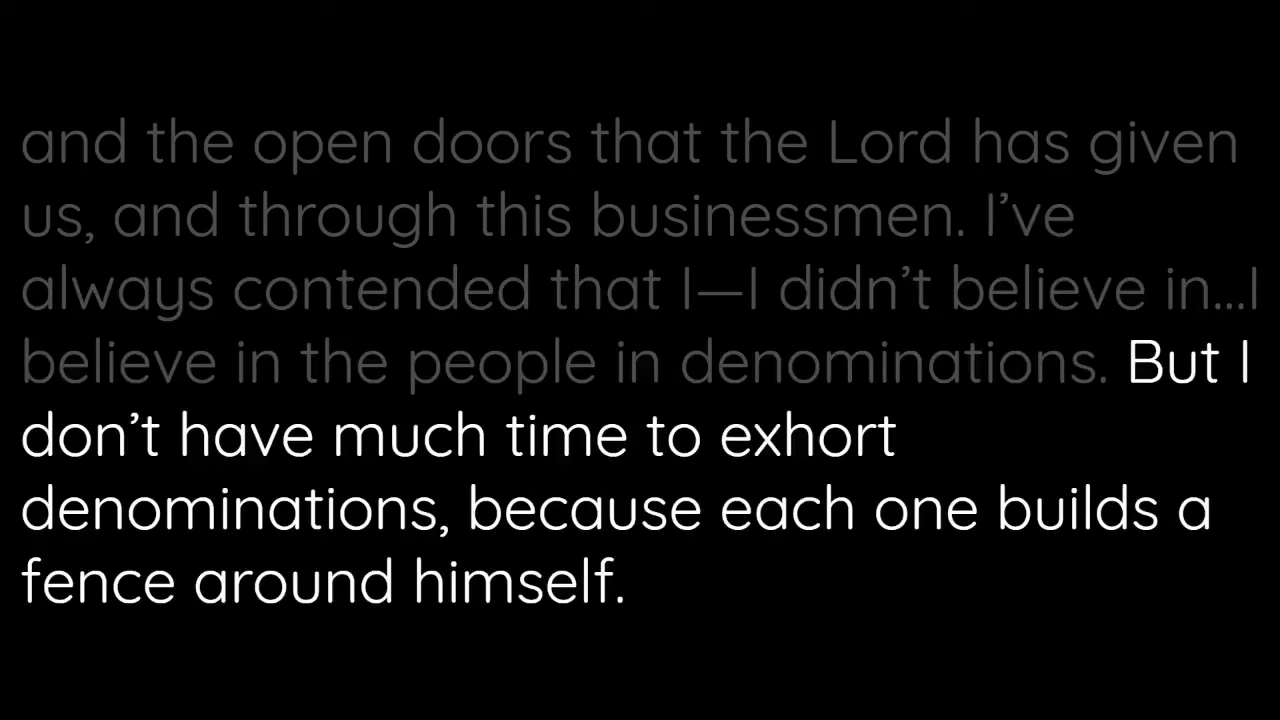 and the open doors that the Lord has given
us, and through this businessmen. I’ve
always contended that I—I didn’t believe in...I
believe in the people in denominations. But I
don’t have much time to exhort
denominations, because each one builds a
fence around himself.